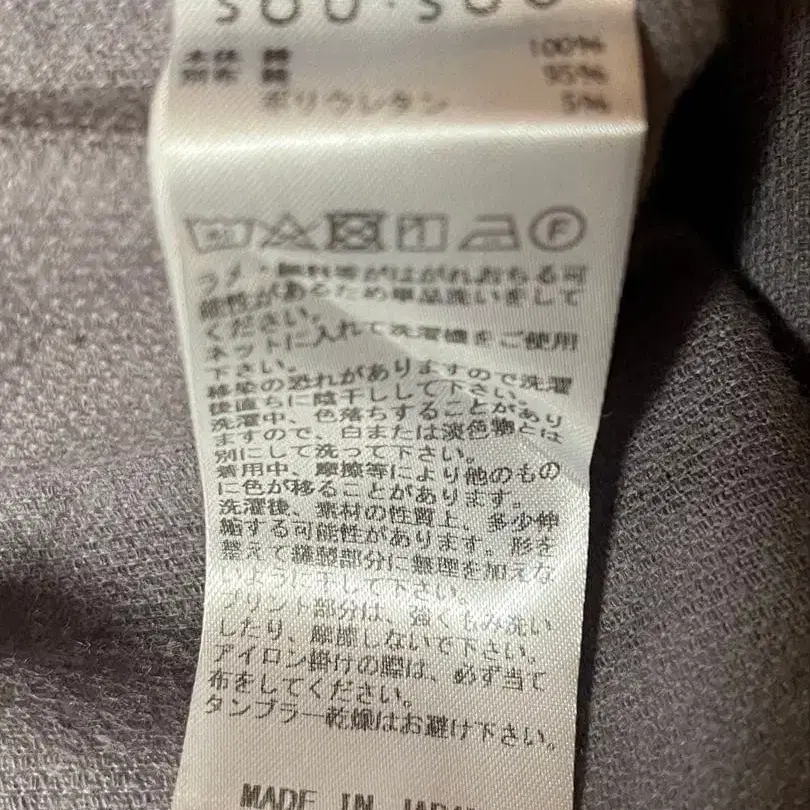 SOU・SOU
本体 綿 100%
別布 綿 95%
ポリウレタン 5%
F
ラメ・顔料等がはがれおちる可
能性があるため単品洗いをして
ください。
ネットに入れて洗濯機をご使用
下さい。
移染の恐れがありますので洗濯
後直ちに陰干しして下さい。
洗濯中、色落ちすることがあり
ますので、白または淡色物とは
別にして洗って下さい。
着用中、摩擦等により他のもの
に色が移ることがあります。
洗濯後、素材の性質上、多少伸
縮する可能性があります。形を
整えて縫製部分に無理を加えな
いように干して下さい。
プリント部分は、強くもみ洗い
したり、摩擦しないで下さい。
アイロン掛けの際は、必ず当て
布をしてください。
タンブラー乾燥はお避け下さい。
MADE IN JAPAN